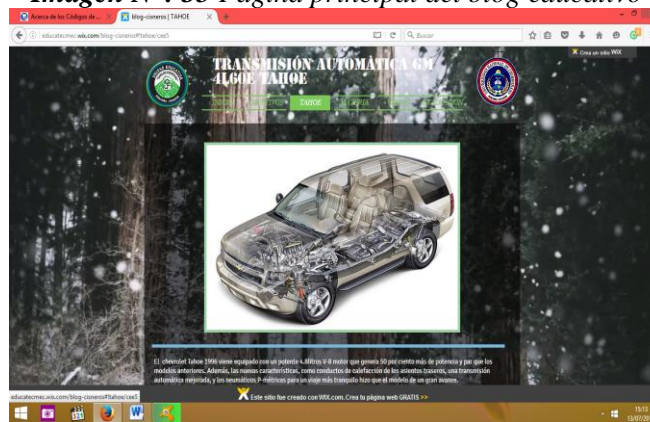 Imagen N°: 35 Página principal del blog educativo
Acerca de los Códigos de ...
blog-cisneros | TAHOE
educatecmec.wix.com/blog-cisneros#!tahoe/cee5
Buscar
Crea un sitio WiX
TRANSMISIÓN AUTOMÁTICA GM
4L60E TAHOE
TAHOE
El chevrolet Tahoe 1996 viene equipado con un potente 4.8litros V-8 motor que genera 50 por ciento más de potencia y par que los
modelos anteriores. Además, las nuevas características, como conductos de calefacción de los asientos traseros, una transmisión
automática mejorada, y los neumáticos P-métricas para un viaje más tranquilo hizo que el modelo de un gran avance.
educatecmec.wix.com/blog-cisneros#!tahoe/cee5
Este sitio fue creado con WIX.com. Crea tu página web GRATIS >>
321
15:13